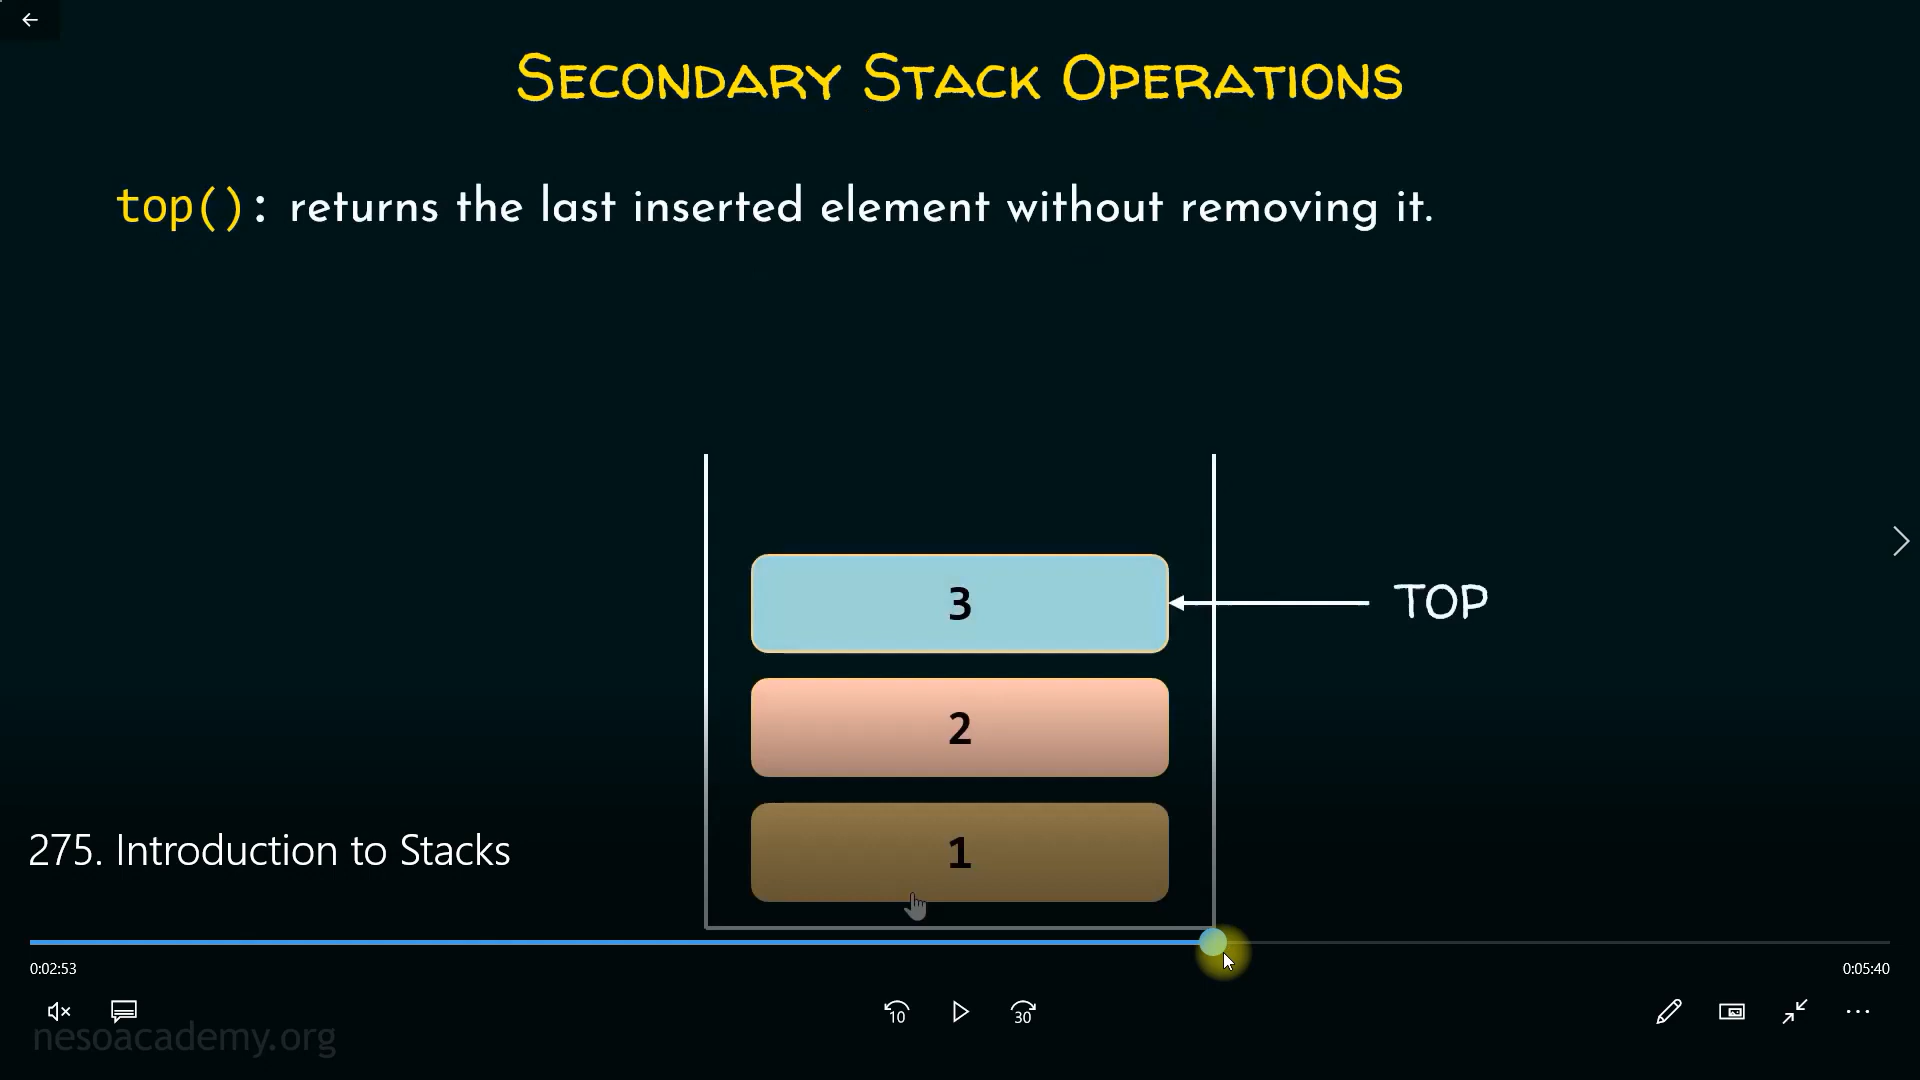 SECONDARY STACK OPERATIONS
top(): returns the last inserted element without removing it.
3
TOP
2
1
275. Introduction to Stacks
0:02:53
0:05:40
10
30
nesoacademy.org